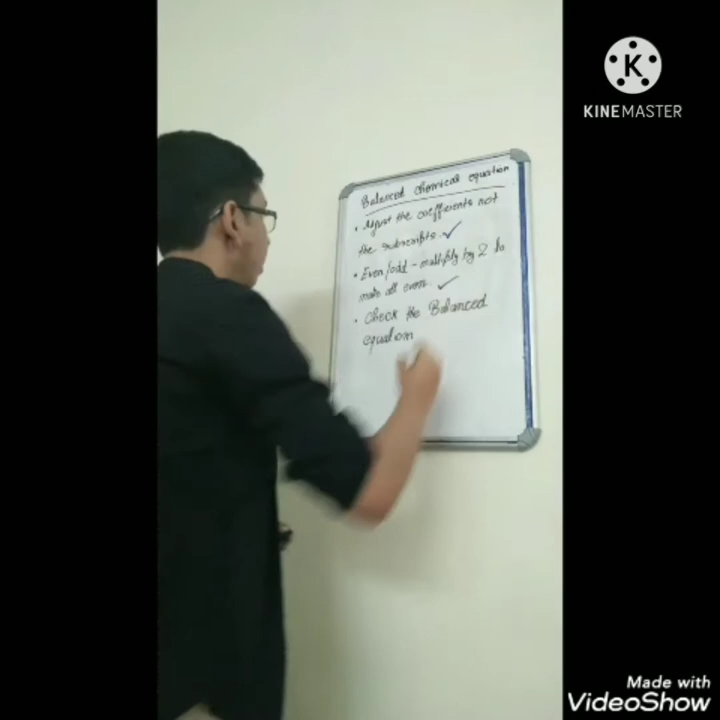 KINEMASTER
Balanced chemical equation
• Adjust the coefficients not
the subscripts ✓
• Even/odd - multiply by 2 to
make all even ✓
• Check the Balanced
equation
Made with
VideoShow